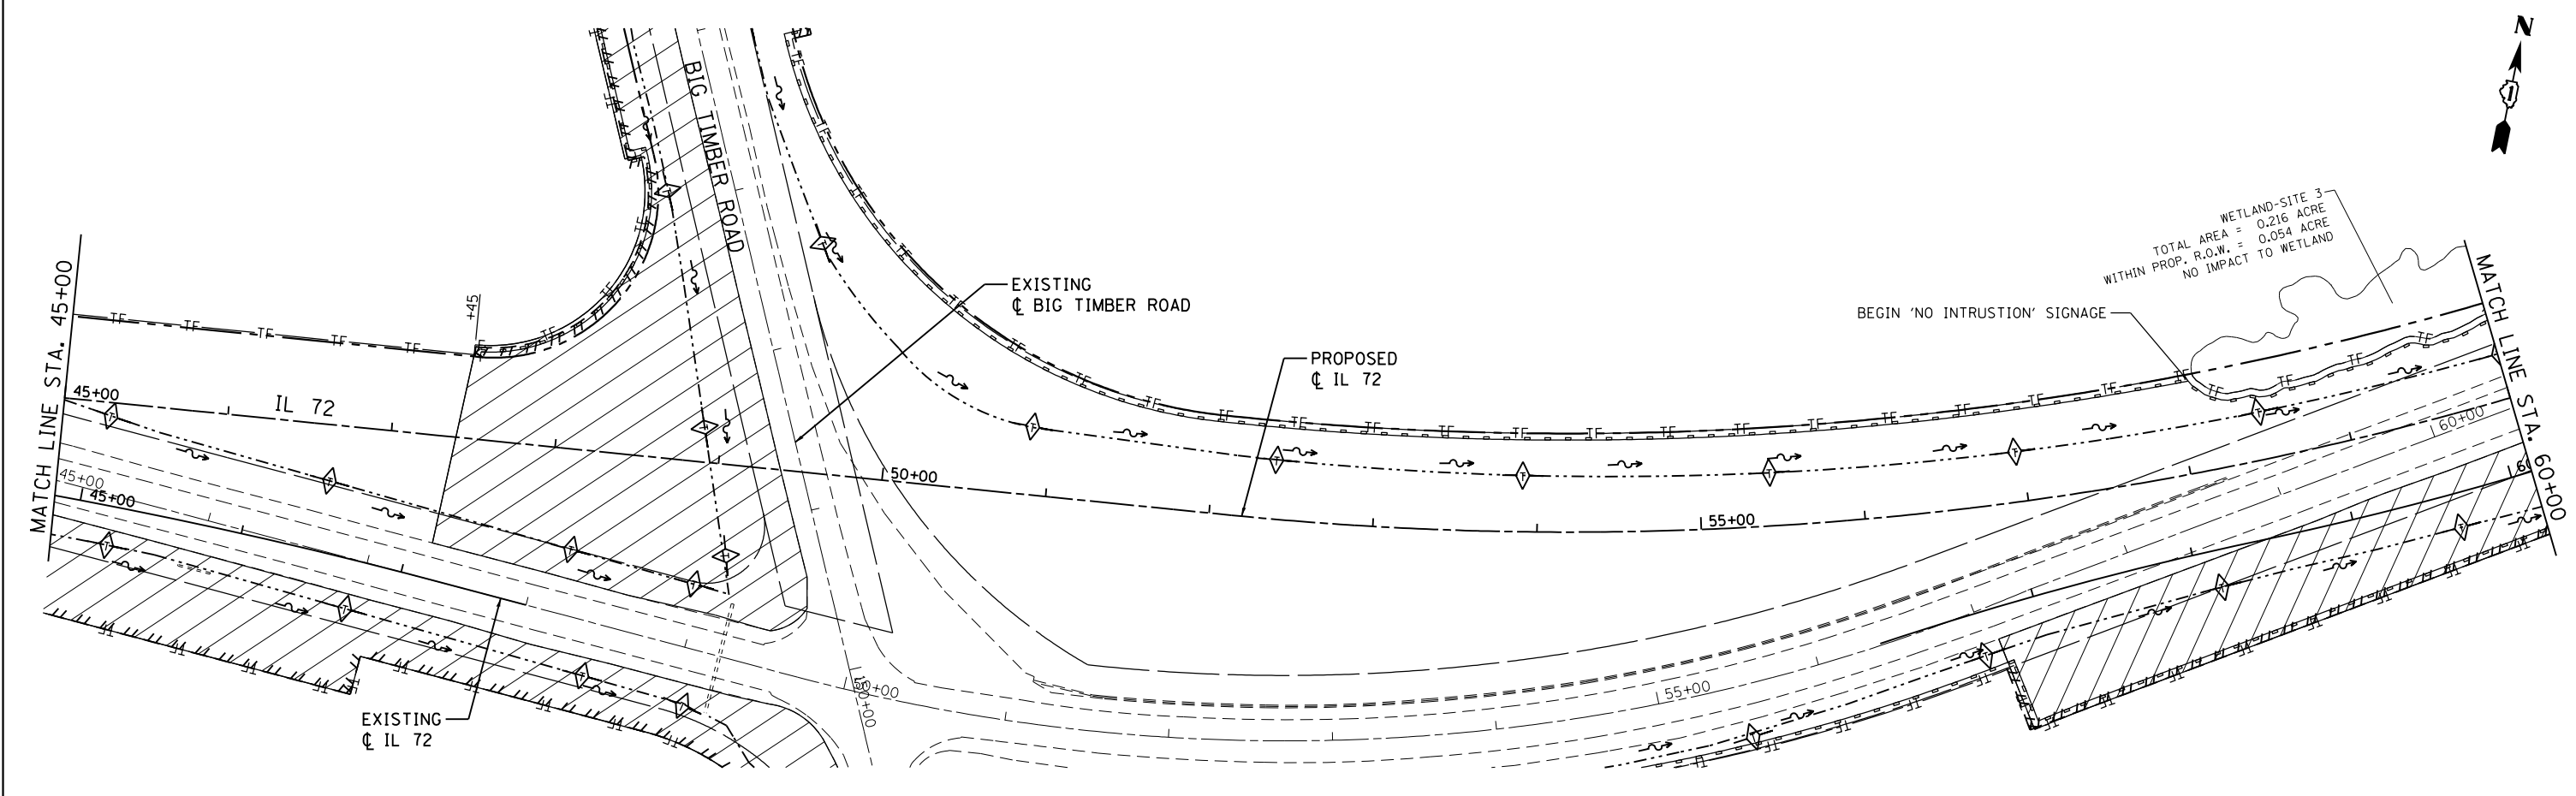 N
1
BIG TIMBER ROAD
WETLAND-SITE 3
TOTAL AREA = 0.216 ACRE
WITHIN PROP. R.O.W. = 0.054 ACRE
NO IMPACT TO WETLAND
MATCH LINE STA. 45+00
MATCH LINE STA. 60+00
EXISTING
℄ BIG TIMBER ROAD
+45
BEGIN 'NO INTRUSTION' SIGNAGE
PROPOSED
℄ IL 72
45+00
IL 72
50+00
55+00
60+00
45+00
45+00
50+00
55+00
EXISTING
℄ IL 72
TF
T